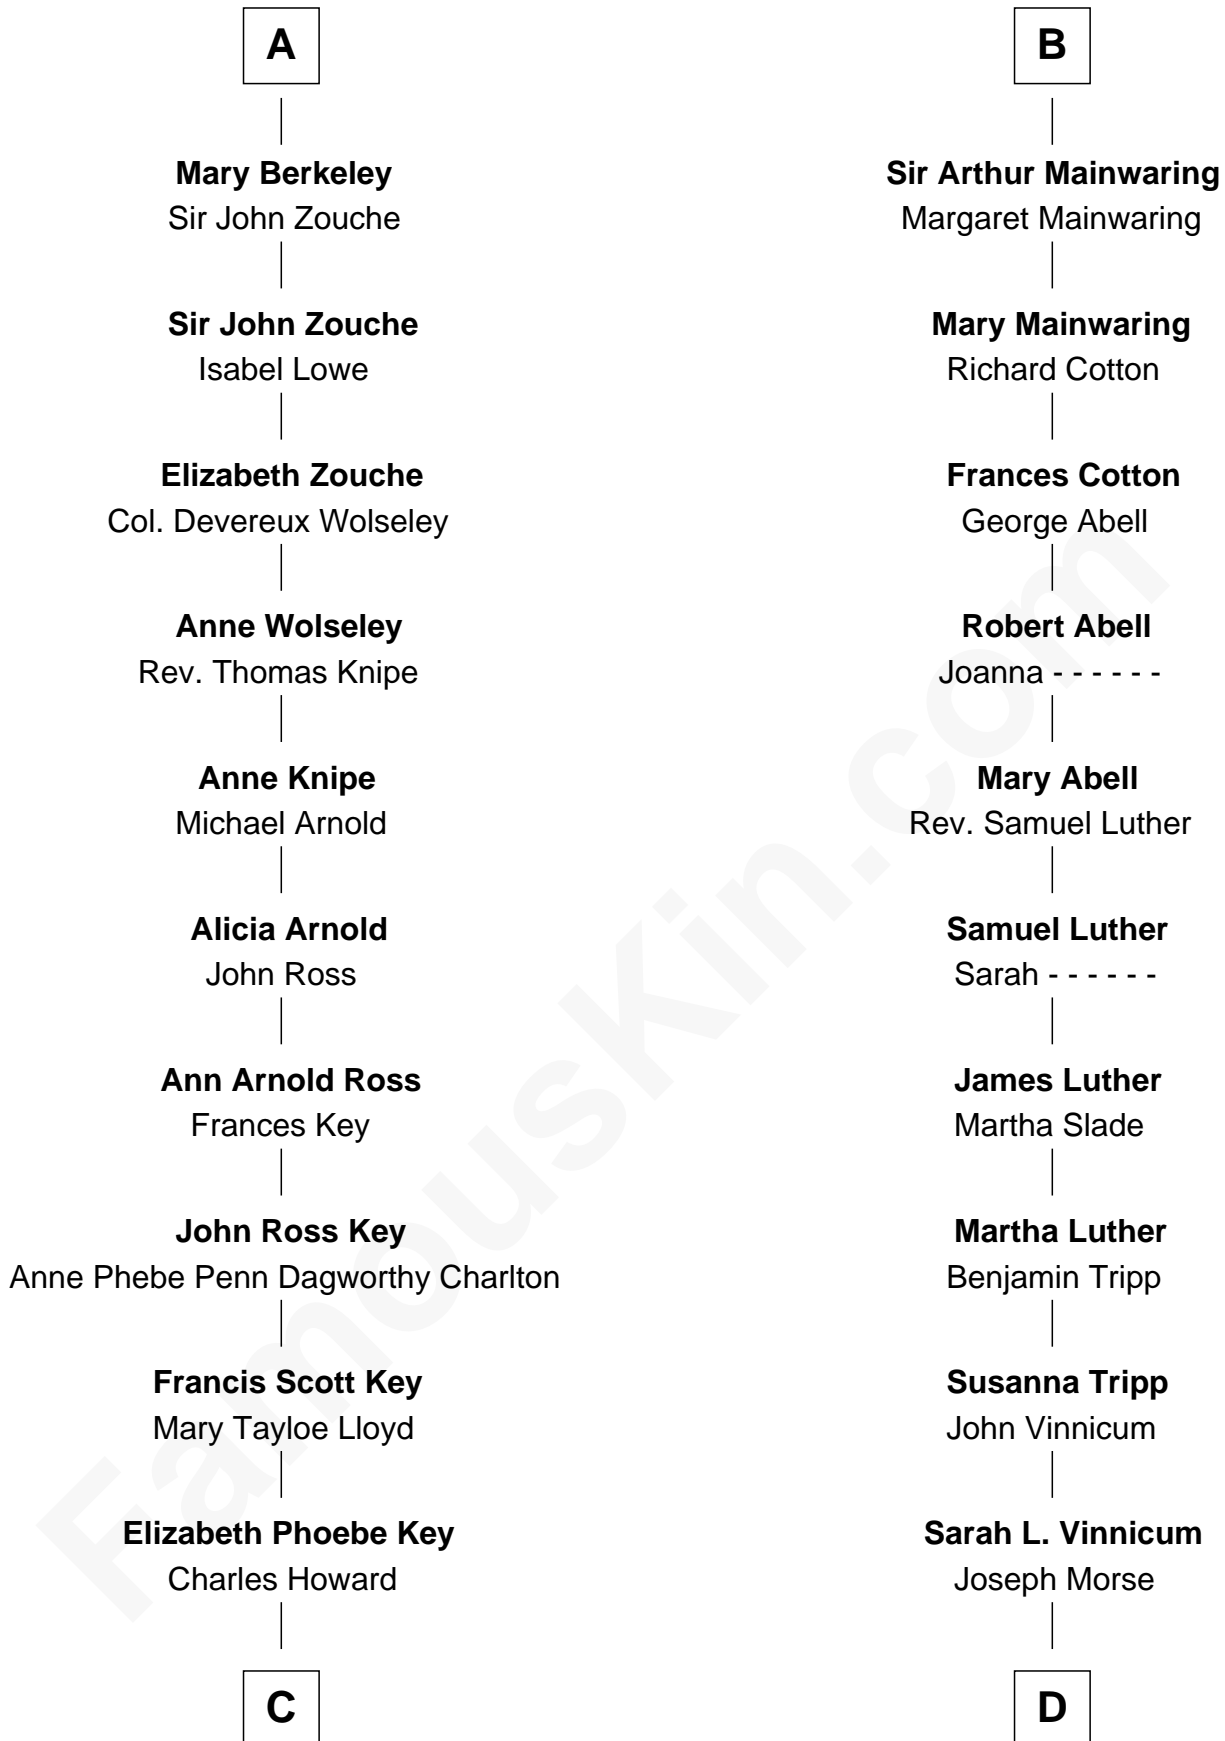 A
Mary Berkeley
Sir John Zouche
Sir John Zouche
Isabel Lowe
Elizabeth Zouche
Col. Devereux Wolseley
Anne Wolseley
Rev. Thomas Knipe
Anne Knipe
Michael Arnold
Alicia Arnold
John Ross
Ann Arnold Ross
Frances Key
John Ross Key
Anne Phebe Penn Dagworthy Charlton
Francis Scott Key
Mary Tayloe Lloyd
Elizabeth Phoebe Key
Charles Howard
C
B
Sir Arthur Mainwaring
Margaret Mainwaring
Mary Mainwaring
Richard Cotton
Frances Cotton
George Abell
Robert Abell
Joanna - - - - - -
Mary Abell
Rev. Samuel Luther
Samuel Luther
Sarah - - - - - -
James Luther
Martha Slade
Martha Luther
Benjamin Tripp
Susanna Tripp
John Vinnicum
Sarah L. Vinnicum
Joseph Morse
D
FamousKin.com